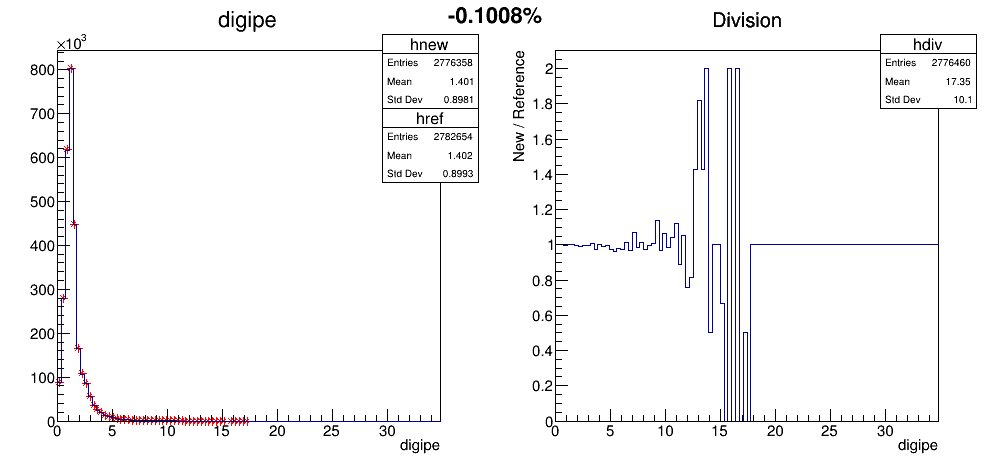 -0.1008%
digipe
×10³
hnew
Entries 2776358
Mean 1.401
Std Dev 0.8981
href
Entries 2782654
Mean 1.402
Std Dev 0.8993
800
700
600
500
400
300
200
100
0
0 5 10 15 20 25 30
digipe
Division
hdiv
Entries 2776460
Mean 17.35
Std Dev 10.1
New / Reference
2
1.8
1.6
1.4
1.2
1
0.8
0.6
0.4
0.2
0
0 5 10 15 20 25 30
digipe